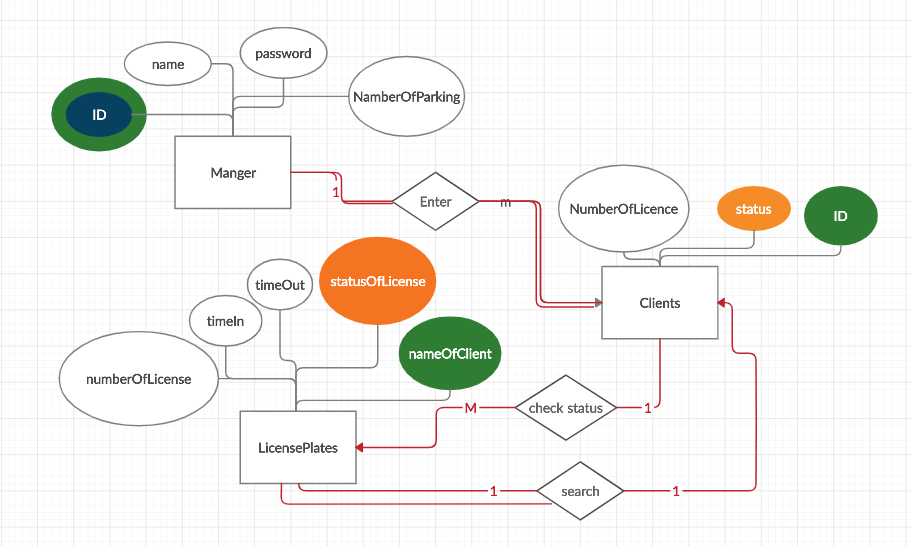 name
password
NamberOfParking
ID
Manger
1
Enter
m
NumberOfLicence
status
ID
Clients
statusOfLicense
timeOut
timeIn
nameOfClient
numberOfLicense
M
check status
1
LicensePlates
1
search
1